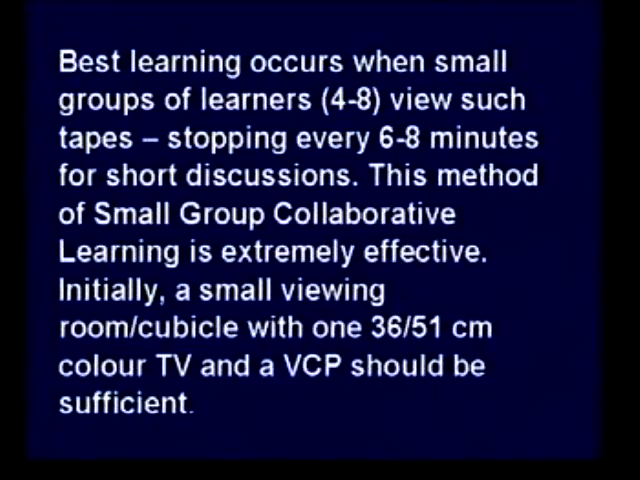 Best learning occurs when small
groups of learners (4-8) view such
tapes – stopping every 6-8 minutes
for short discussions. This method
of Small Group Collaborative
Learning is extremely effective.
Initially, a small viewing
room/cubicle with one 36/51 cm
colour TV and a VCP should be
sufficient.